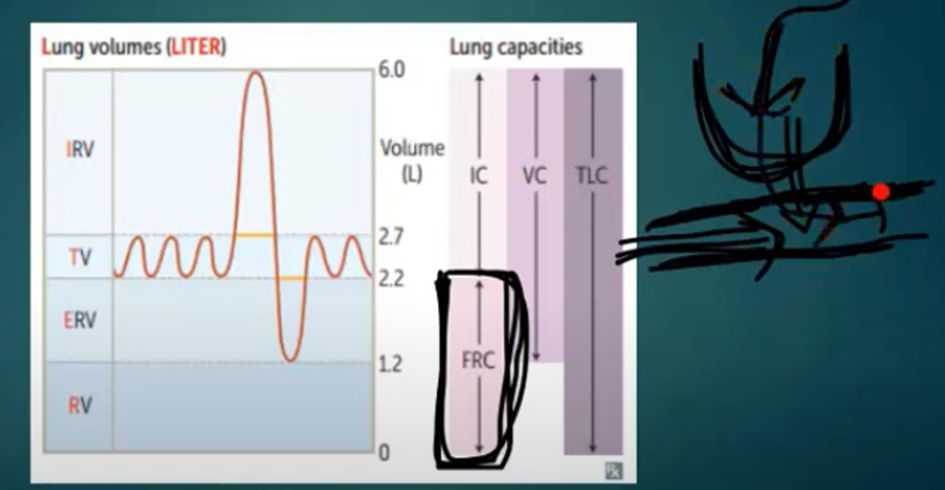 Lung volumes (LITER)
Lung capacities
6.0
IRV
Volume
(L)
IC
VC
TLC
2.7
TV
2.2
ERV
FRC
1.2
RV
0